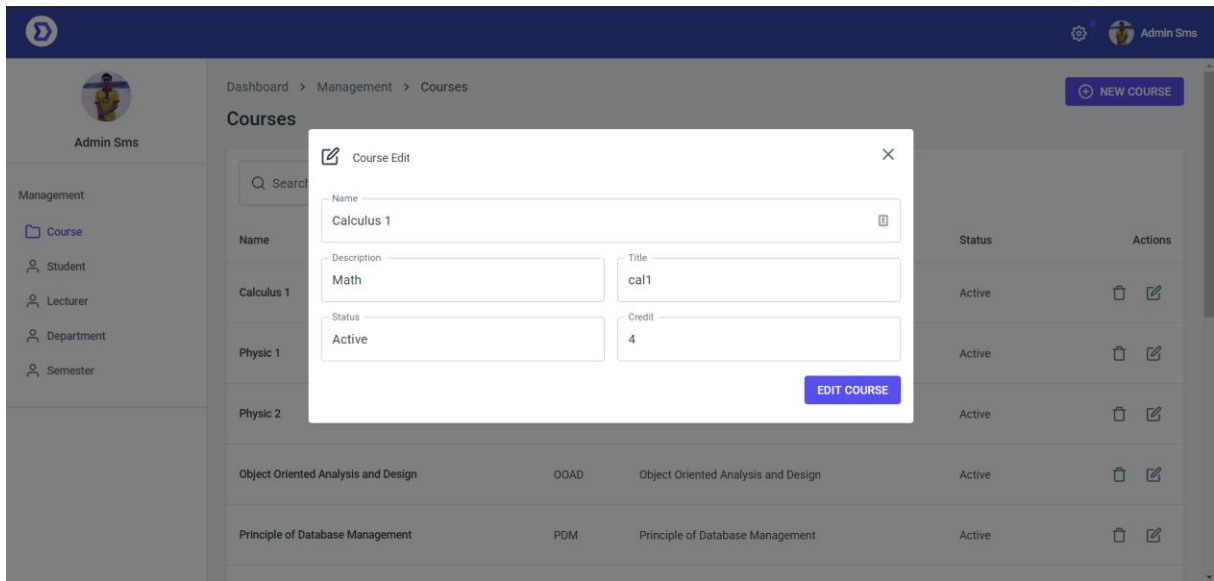 Admin Sms
Admin Sms
Management
Course
Student
Lecturer
Department
Semester
Dashboard > Management > Courses
NEW COURSE
Courses
Search
Course Edit
Name
Calculus 1
Description
Math
Title
cal1
Status
Active
Credit
4
EDIT COURSE
Name Status Actions
Calculus 1 Active
Physic 1 Active
Physic 2 Active
Object Oriented Analysis and Design OOAD Object Oriented Analysis and Design Active
Principle of Database Management PDM Principle of Database Management Active